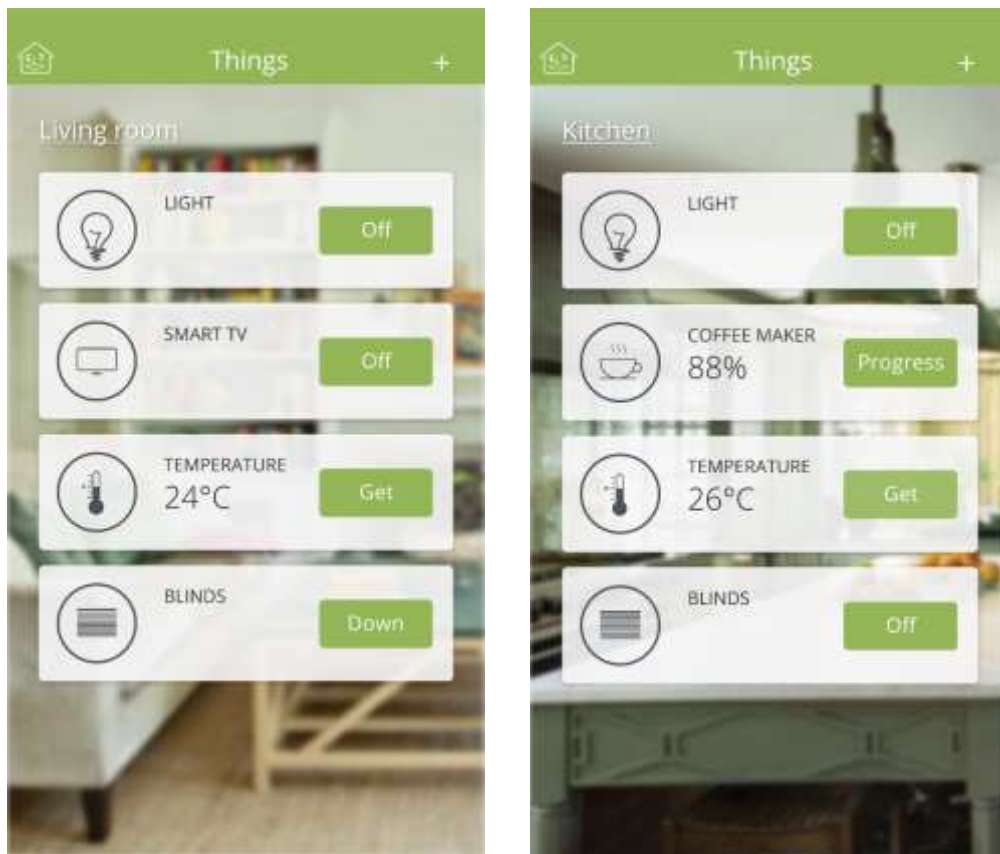 Things
+
Living room
LIGHT
Off
SMART TV
Off
TEMPERATURE
24°C
Get
BLINDS
Down
Things
+
Kitchen
LIGHT
Off
COFFEE MAKER
88%
Progress
TEMPERATURE
26°C
Get
BLINDS
Off